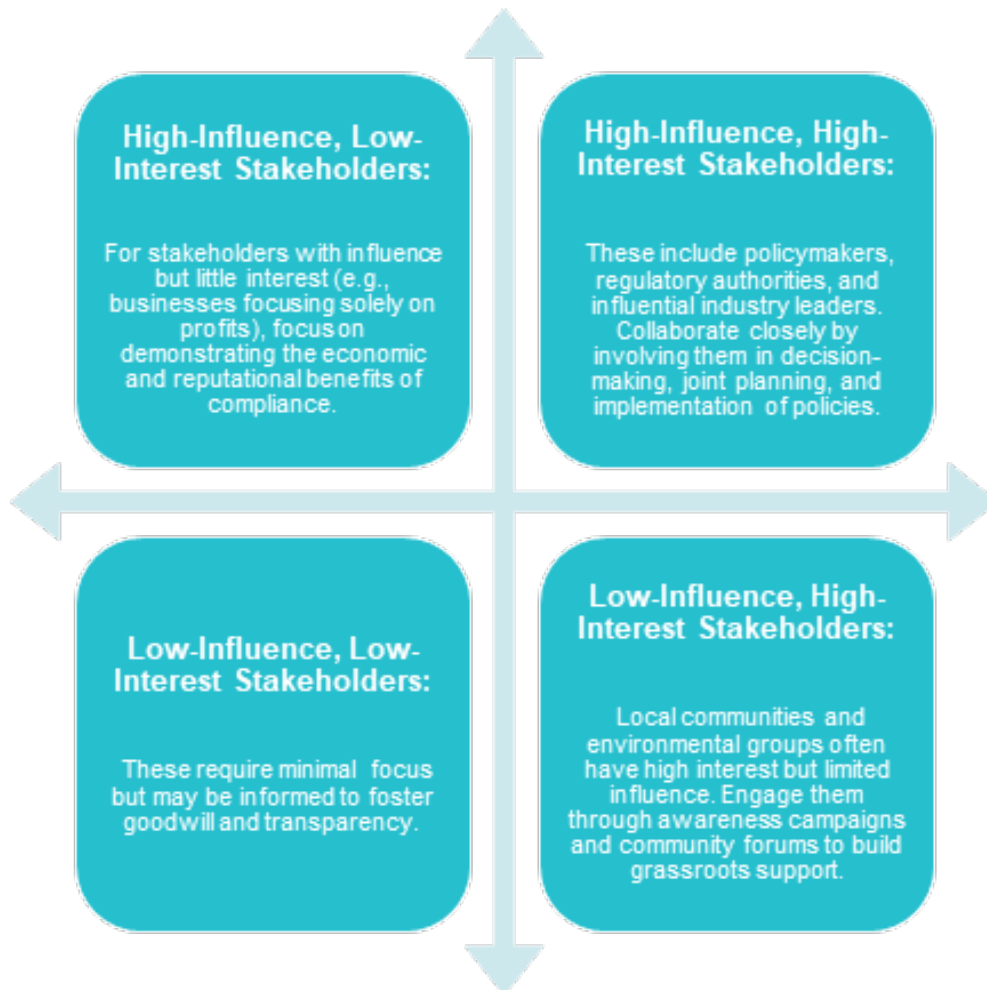 High-Influence, Low-
Interest Stakeholders:
For stakeholders with influence
but little interest (e.g.,
businesses focusing solely on
profits), focus on
demonstrating the economic
and reputational benefits of
compliance.
High-Influence, High-
Interest Stakeholders:
These include policymakers,
regulatory authorities, and
influential industry leaders.
Collaborate closely by
involving them in decision-
making, joint planning, and
implementation of policies.
Low-Influence, Low-
Interest Stakeholders:
These require minimal focus
but may be informed to foster
goodwill and transparency.
Low-Influence, High-
Interest Stakeholders:
Local communities and
environmental groups often
have high interest but limited
influence. Engage them
through awareness campaigns
and community forums to build
grassroots support.